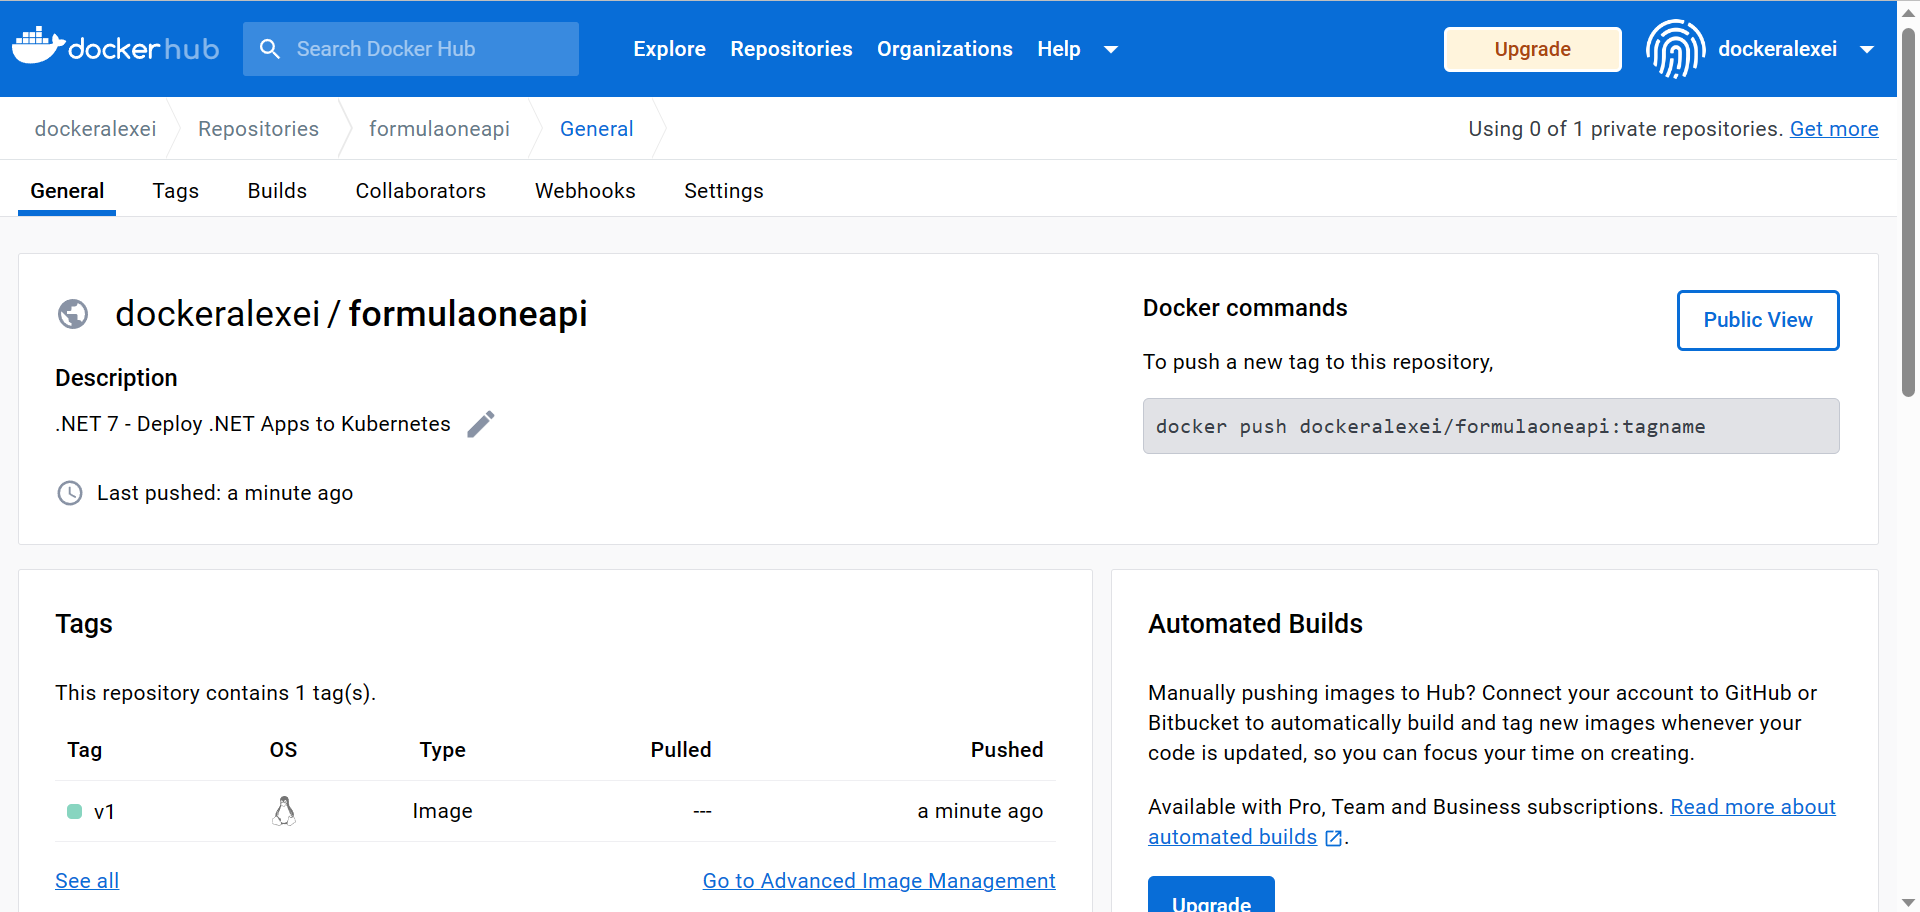 dockerhub
Search Docker Hub
Explore
Repositories
Organizations
Help
Upgrade
dockeralexei
dockeralexei
Repositories
formulaoneapi
General
Using 0 of 1 private repositories. Get more
General
Tags
Builds
Collaborators
Webhooks
Settings
dockeralexei / formulaoneapi
Description
.NET 7 - Deploy .NET Apps to Kubernetes
Last pushed: a minute ago
Docker commands
Public View
To push a new tag to this repository,
docker push dockeralexei/formulaoneapi:tagname
Tags
This repository contains 1 tag(s).
Tag OS Type Pulled Pushed
v1 Image --- a minute ago
See all
Go to Advanced Image Management
Automated Builds
Manually pushing images to Hub? Connect your account to GitHub or
Bitbucket to automatically build and tag new images whenever your
code is updated, so you can focus your time on creating.
Available with Pro, Team and Business subscriptions. Read more about
automated builds .
Upgrade